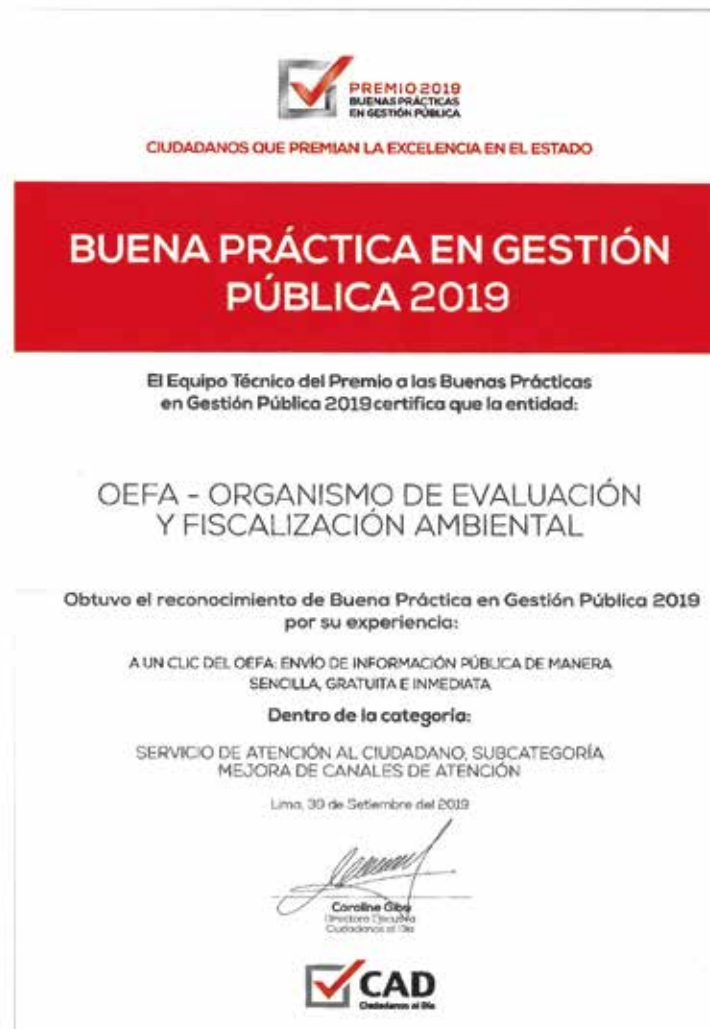 PREMIO 2019
BUENAS PRÁCTICAS
EN GESTIÓN PÚBLICA
CIUDADANOS QUE PREMIAN LA EXCELENCIA EN EL ESTADO
BUENA PRÁCTICA EN GESTIÓN
PÚBLICA 2019
El Equipo Técnico del Premio a las Buenas Prácticas
en Gestión Pública 2019 certifica que la entidad:
OEFA - ORGANISMO DE EVALUACIÓN
Y FISCALIZACIÓN AMBIENTAL
Obtuvo el reconocimiento de Buena Práctica en Gestión Pública 2019
por su experiencia:
A UN CLIC DEL OEFA: ENVÍO DE INFORMACIÓN PÚBLICA DE MANERA
SENCILLA, GRATUITA E INMEDIATA
Dentro de la categoría:
SERVICIO DE ATENCIÓN AL CIUDADANO, SUBCATEGORÍA
MEJORA DE CANALES DE ATENCIÓN
Lima, 30 de Setiembre del 2019
Caroline
Directora Ejecutiva
Ciudadanos al Día
CAD
Ciudadanos al Día